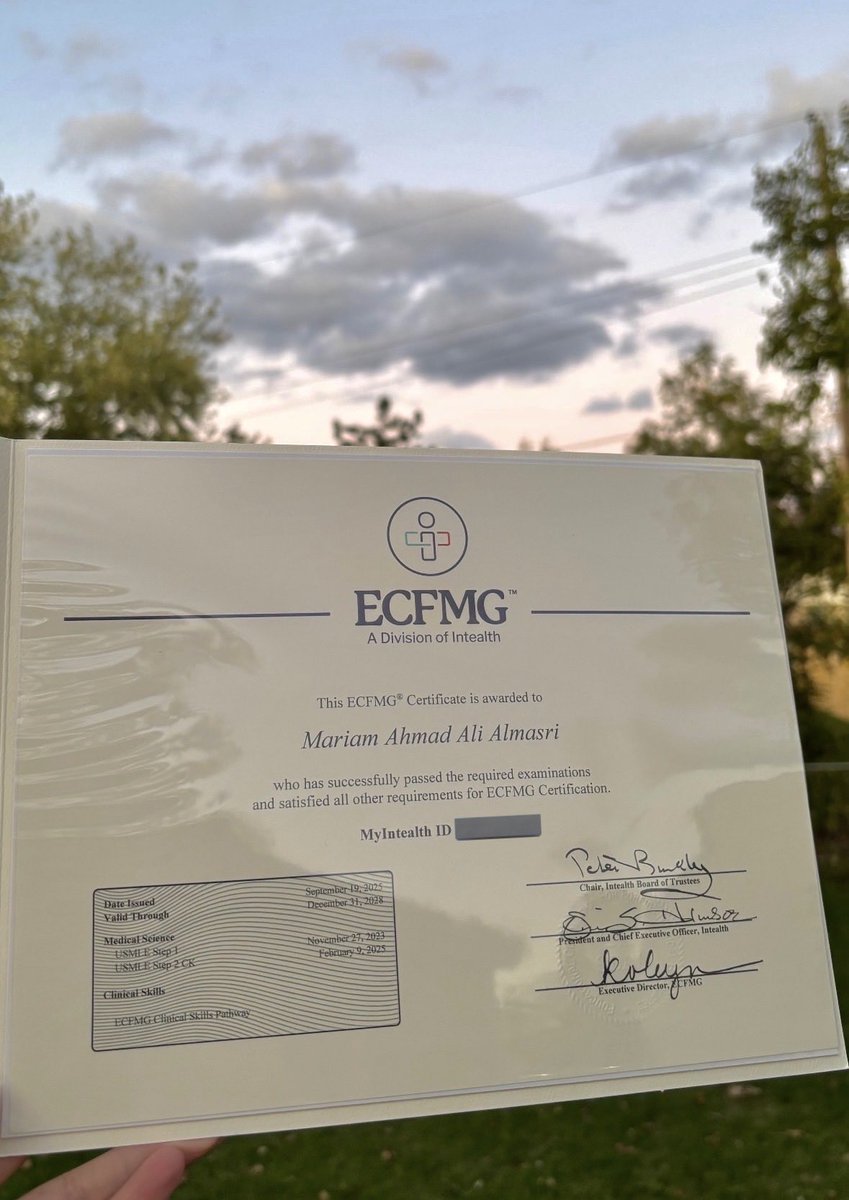 ECFMG™
A Division of Intealth
This ECFMG® Certificate is awarded to
Mariam Ahmad Ali Almasri
who has successfully passed the required examinations
and satisfied all other requirements for ECFMG Certification.
MyIntealth ID
Date Issued September 19, 2025
Valid Through December 31, 2028
Medical Science
USMLE Step 1 November 27, 2023
USMLE Step 2 CK February 9, 2025
Clinical Skills
ECFMG Clinical Skills Pathway
Chair, Intealth Board of Trustees
President and Chief Executive Officer, Intealth
Executive Director, ECFMG